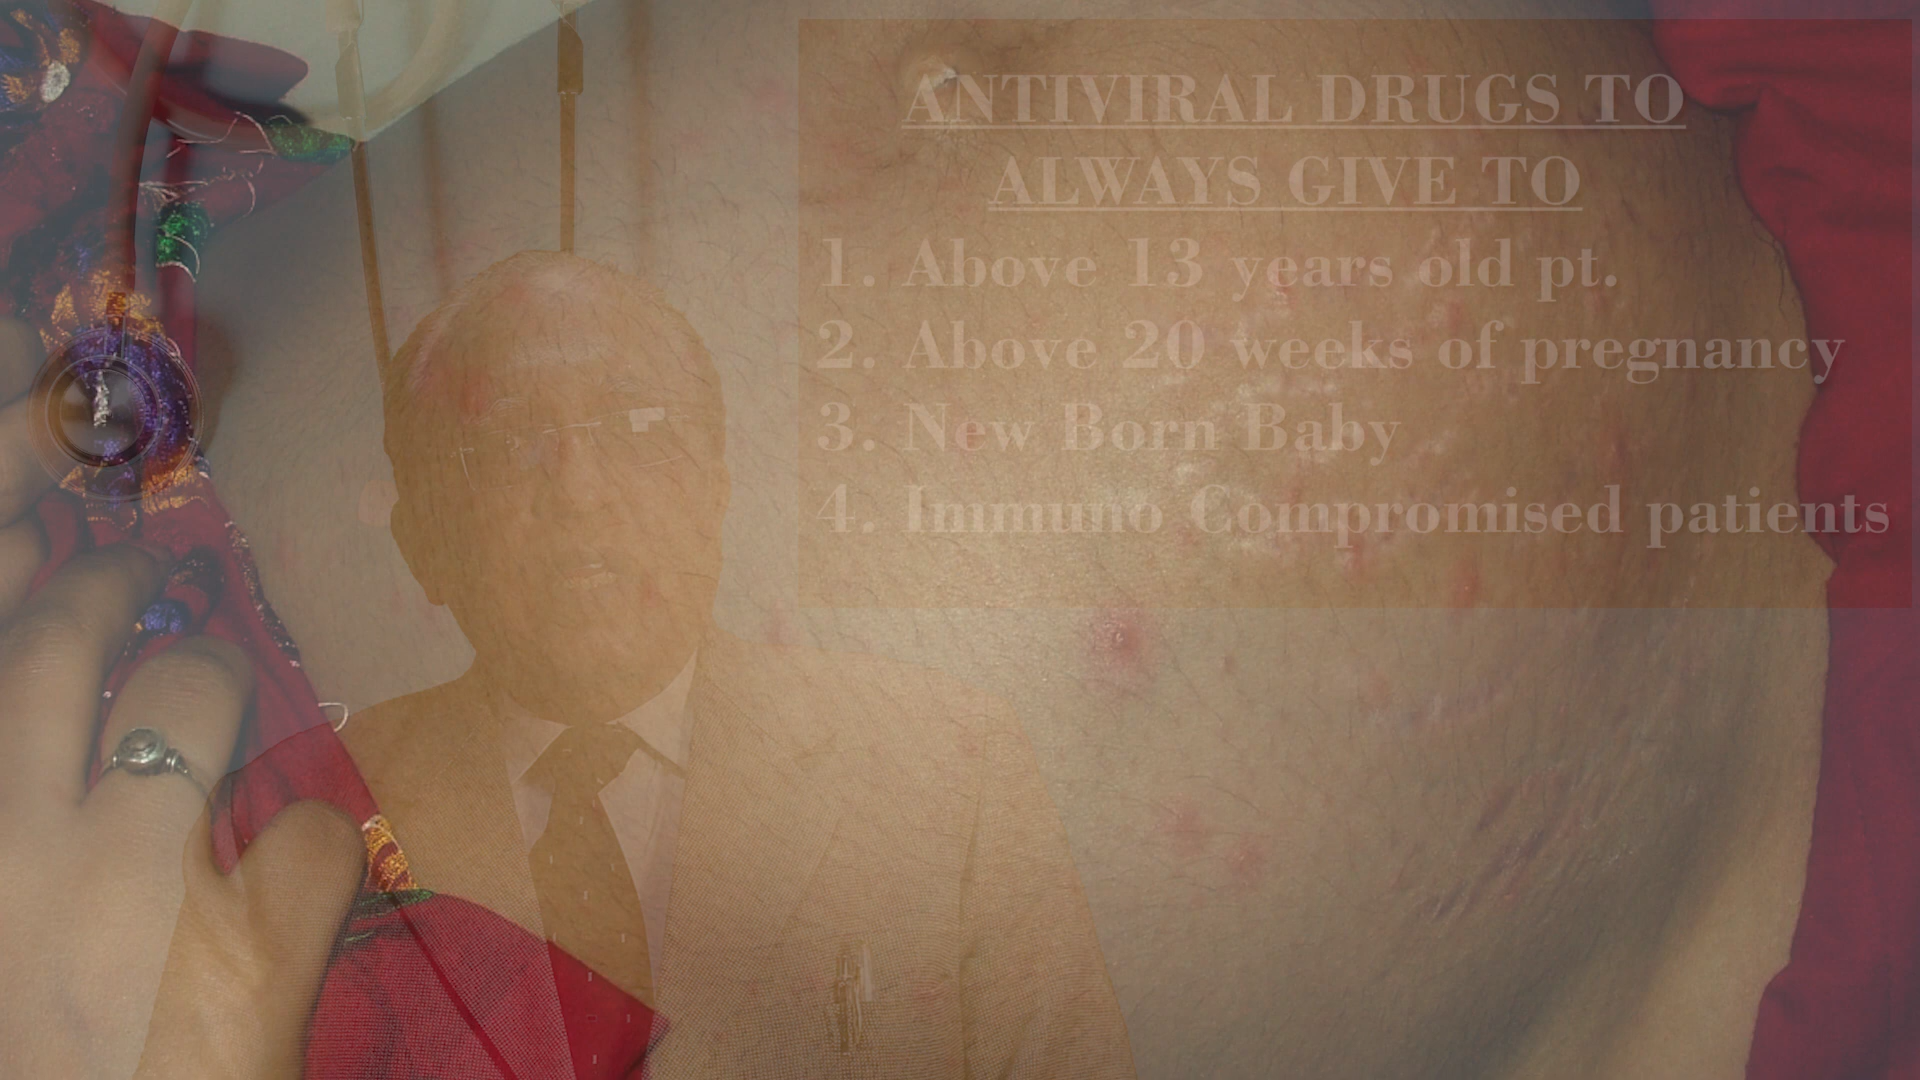 ANTIVIRAL DRUGS TO
ALWAYS GIVE TO
1. Above 13 years old pt.
2. Above 20 weeks of pregnancy
3. New Born Baby
4. Immuno Compromised patients